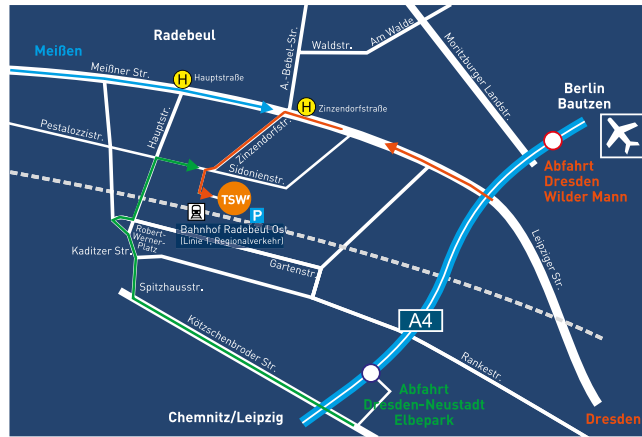 Radebeul
Meißen
Meißner Str.
H
Hauptstraße
A.-Bebel-Str.
Waldstr.
Am Walde
Moritzburger Landstr.
Berlin
Bautzen
H
Zinzendorfstraße
Pestalozzistr.
Hauptstr.
Zinzendorfstr.
Sidonienstr.
Abfahrt
Dresden
Wilder Mann
TSW
P
Bahnhof Radebeul Ost
(Linie 1, Regionalverkehr)
Robert-
Werner-
Platz
Kaditzer Str.
Gartenstr.
Leipziger Str.
Spitzhausstr.
A4
Kötzschenbroder Str.
Rankestr.
Abfahrt
Dresden-Neustadt
Elbepark
Chemnitz/Leipzig
Dresden